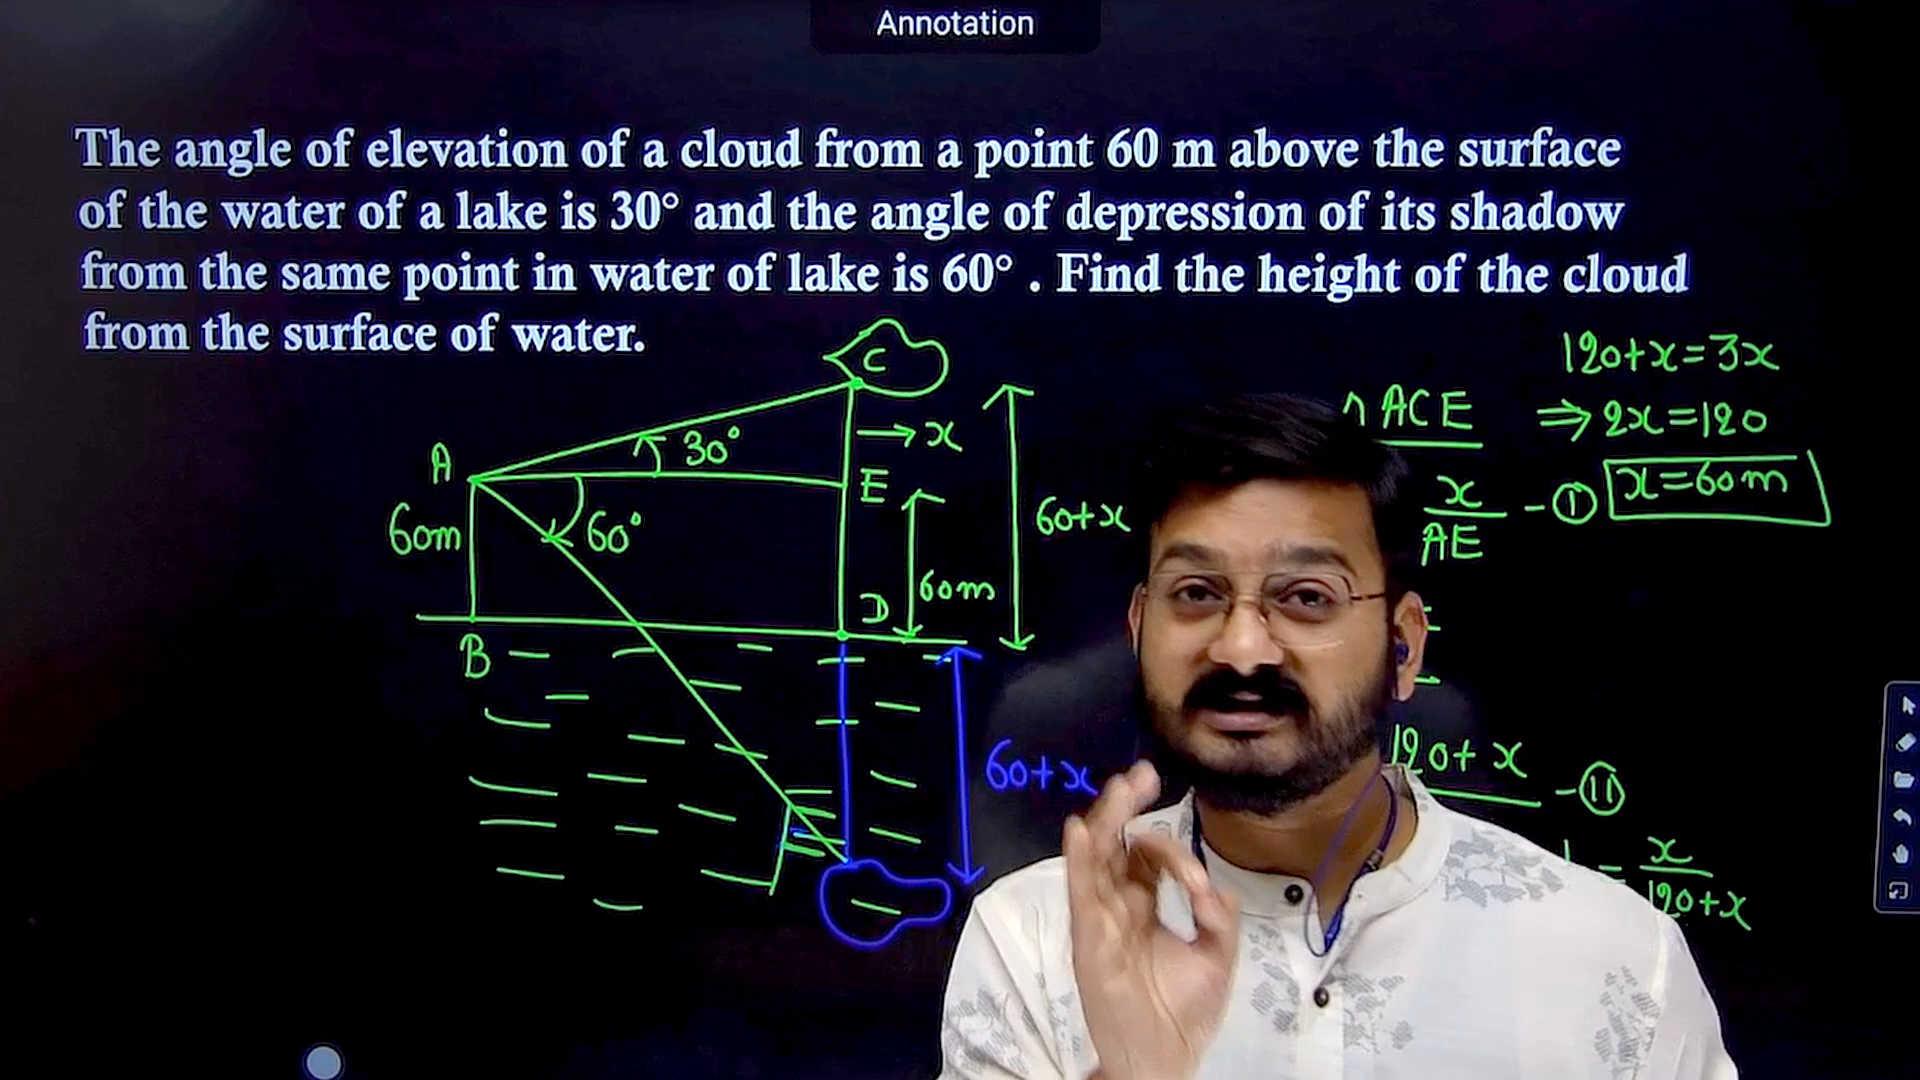 Annotation
The angle of elevation of a cloud from a point 60 m above the surface
of the water of a lake is 30° and the angle of depression of its shadow
from the same point in water of lake is 60° . Find the height of the cloud
from the surface of water.
C
120+x=3x
ACE
⇒ 2x=120
x=60m
→ x
30°
A
E
60m
60°
60+x
x/AE - ①
60m
D
B
60+x
120+x
- ⑪
= x/120+x